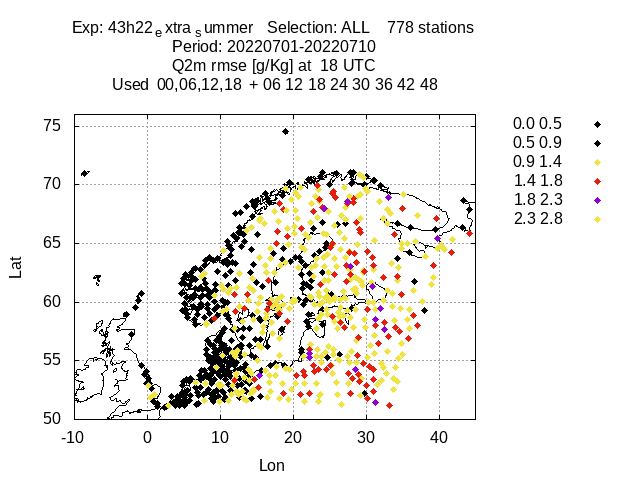 Exp: 43h22extrasummer   Selection: ALL    778 stations
Period: 20220701-20220710
Q2m rmse [g/Kg] at  18 UTC
Used  00,06,12,18  + 06 12 18 24 30 36 42 48
0.0 0.5
0.5 0.9
0.9 1.4
1.4 1.8
1.8 2.3
2.3 2.8
75
70
65
60
55
50
Lat
-10 0 10 20 30 40
Lon